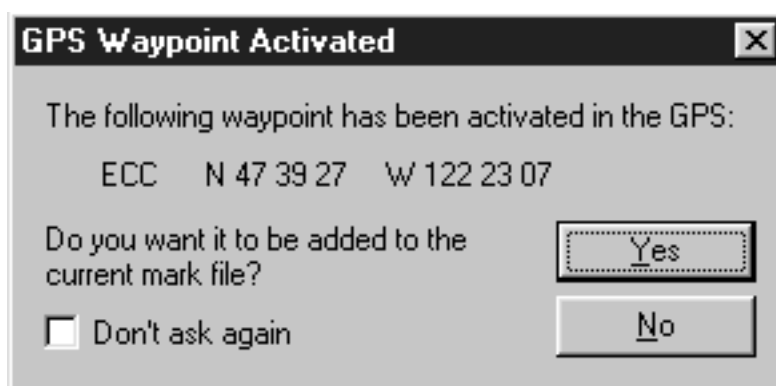 GPS Waypoint Activated
The following waypoint has been activated in the GPS:
ECC N 47 39 27 W 122 23 07
Do you want it to be added to the
current mark file?
Yes
Don't ask again
No